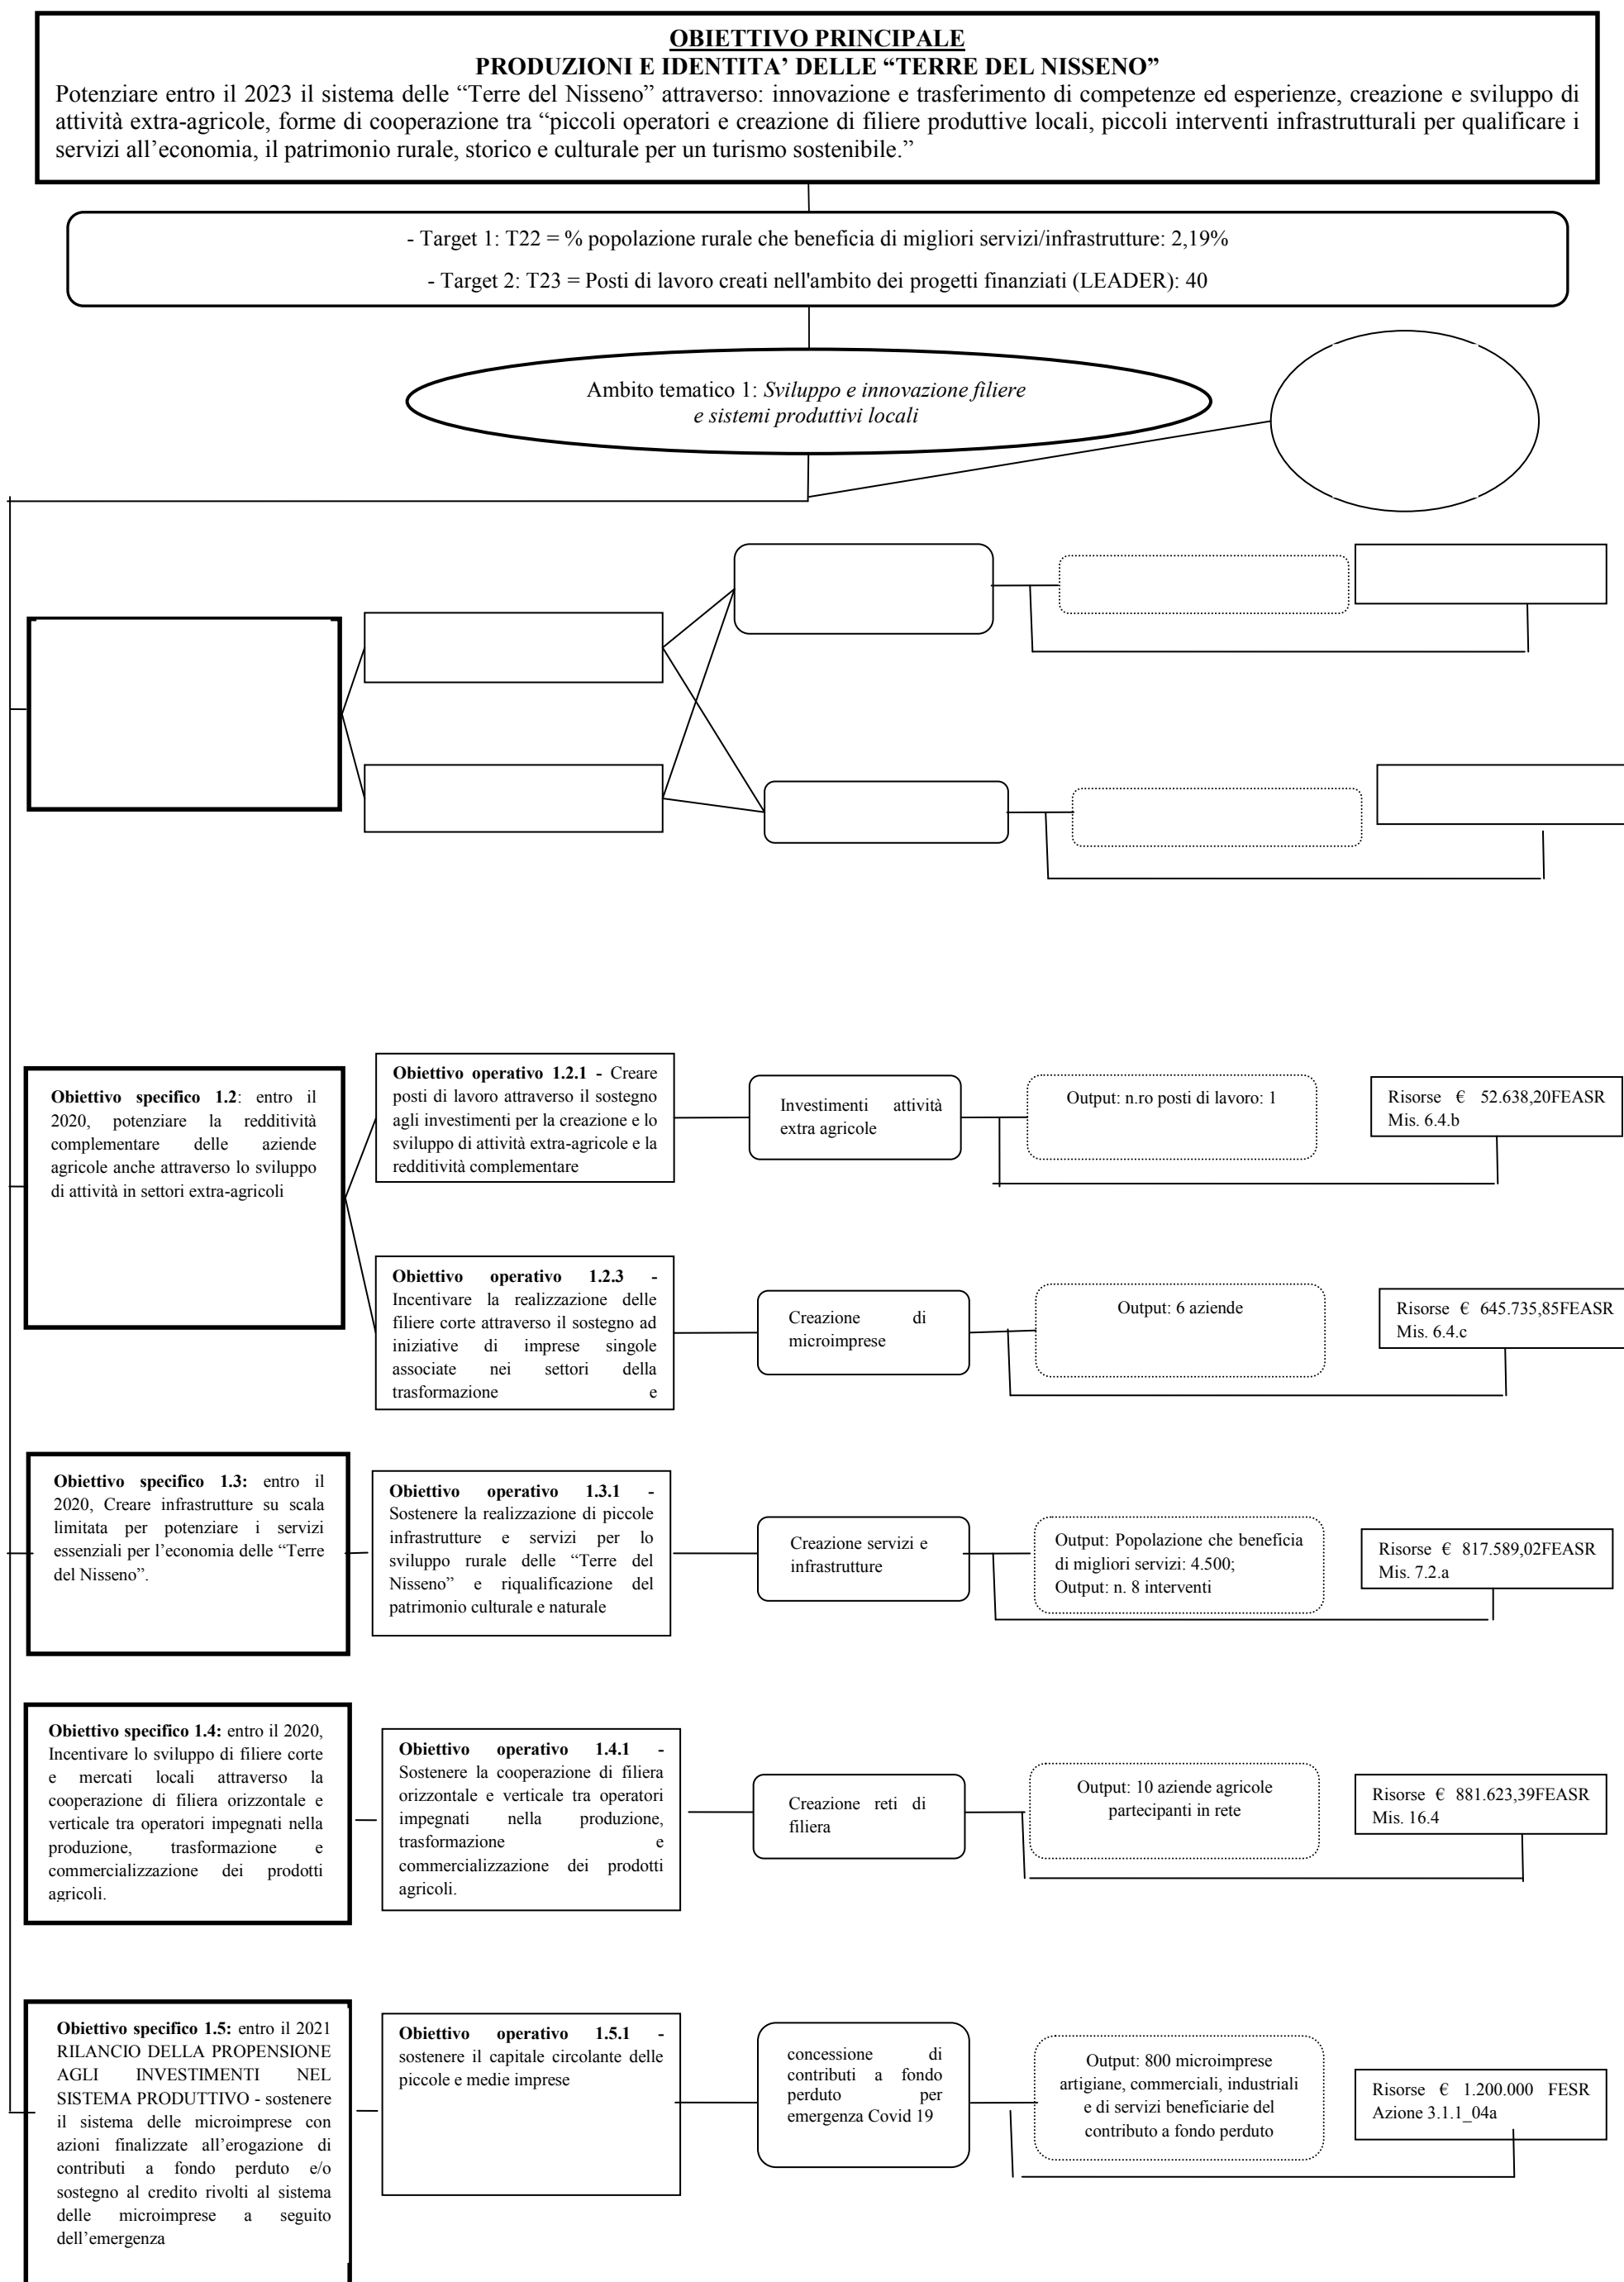 OBIETTIVO PRINCIPALE
PRODUZIONI E IDENTITA’ DELLE “TERRE DEL NISSENO”
Potenziare entro il 2023 il sistema delle “Terre del Nisseno” attraverso: innovazione e trasferimento di competenze ed esperienze, creazione e sviluppo di
attività extra-agricole, forme di cooperazione tra “piccoli operatori e creazione di filiere produttive locali, piccoli interventi infrastrutturali per qualificare i
servizi all’economia, il patrimonio rurale, storico e culturale per un turismo sostenibile.”
- Target 1: T22 = % popolazione rurale che beneficia di migliori servizi/infrastrutture: 2,19%
- Target 2: T23 = Posti di lavoro creati nell'ambito dei progetti finanziati (LEADER): 40
Ambito tematico 1: Sviluppo e innovazione filiere
e sistemi produttivi locali
Obiettivo specifico 1.2: entro il
2020, potenziare la redditività
complementare delle aziende
agricole anche attraverso lo sviluppo
di attività in settori extra-agricoli
Obiettivo operativo 1.2.1 - Creare
posti di lavoro attraverso il sostegno
agli investimenti per la creazione e lo
sviluppo di attività extra-agricole e la
redditività complementare
Investimenti attività
extra agricole
Output: n.ro posti di lavoro: 1
Risorse € 52.638,20FEASR
Mis. 6.4.b
Obiettivo operativo 1.2.3 -
Incentivare la realizzazione delle
filiere corte attraverso il sostegno ad
iniziative di imprese singole
associate nei settori della
trasformazione e
Creazione di
microimprese
Output: 6 aziende
Risorse € 645.735,85FEASR
Mis. 6.4.c
Obiettivo specifico 1.3: entro il
2020, Creare infrastrutture su scala
limitata per potenziare i servizi
essenziali per l’economia delle “Terre
del Nisseno”.
Obiettivo operativo 1.3.1 -
Sostenere la realizzazione di piccole
infrastrutture e servizi per lo
sviluppo rurale delle “Terre del
Nisseno” e riqualificazione del
patrimonio culturale e naturale
Creazione servizi e
infrastrutture
Output: Popolazione che beneficia
di migliori servizi: 4.500;
Output: n. 8 interventi
Risorse € 817.589,02FEASR
Mis. 7.2.a
Obiettivo specifico 1.4: entro il 2020,
Incentivare lo sviluppo di filiere corte
e mercati locali attraverso la
cooperazione di filiera orizzontale e
verticale tra operatori impegnati nella
produzione, trasformazione e
commercializzazione dei prodotti
agricoli.
Obiettivo operativo 1.4.1 -
Sostenere la cooperazione di filiera
orizzontale e verticale tra operatori
impegnati nella produzione,
trasformazione e
commercializzazione dei prodotti
agricoli.
Creazione reti di
filiera
Output: 10 aziende agricole
partecipanti in rete
Risorse € 881.623,39FEASR
Mis. 16.4
Obiettivo specifico 1.5: entro il 2021
RILANCIO DELLA PROPENSIONE
AGLI INVESTIMENTI NEL
SISTEMA PRODUTTIVO - sostenere
il sistema delle microimprese con
azioni finalizzate all’erogazione di
contributi a fondo perduto e/o
sostegno al credito rivolti al sistema
delle microimprese a seguito
dell’emergenza
Obiettivo operativo 1.5.1 -
sostenere il capitale circolante delle
piccole e medie imprese
concessione di
contributi a fondo
perduto per
emergenza Covid 19
Output: 800 microimprese
artigiane, commerciali, industriali
e di servizi beneficiarie del
contributo a fondo perduto
Risorse € 1.200.000 FESR
Azione 3.1.1_04a